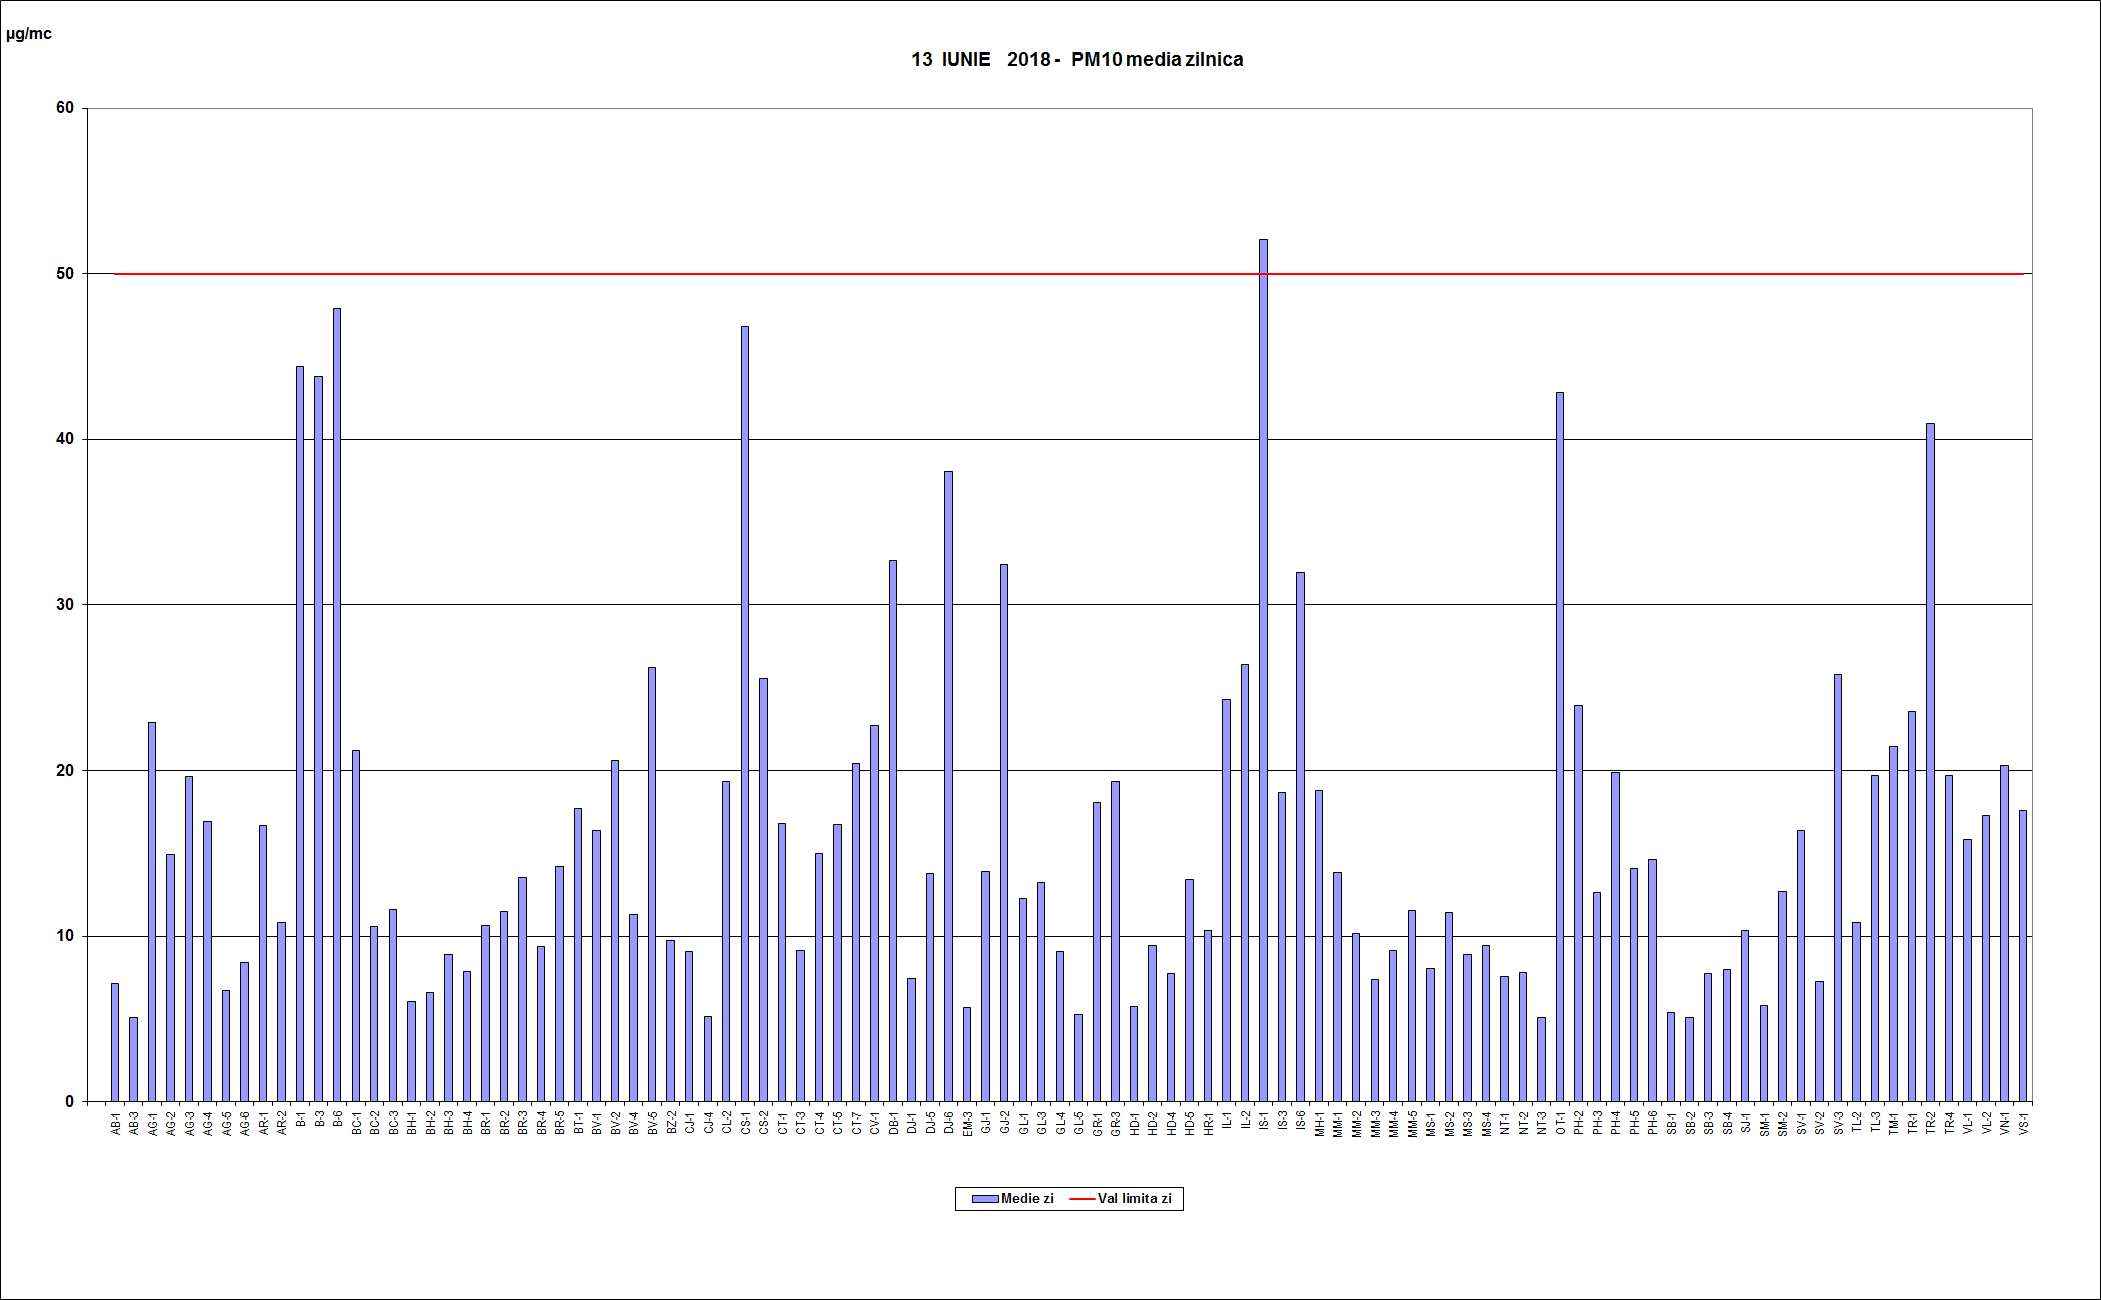 µg/mc
13 IUNIE 2018 - PM10 media zilnica
60
50
40
30
20
10
0
AB-1 AB-3 AG-1 AG-2 AG-3 AG-4 AG-5 AG-6 AR-1 AR-2 B-1 B-3 B-6 BC-1 BC-2 BC-3 BH-1 BH-2 BH-3 BH-4 BR-1 BR-2 BR-3 BR-4 BR-5 BT-1 BV-1 BV-2 BV-4 BV-5 BZ-2 CJ-1 CJ-4 CL-2 CS-1 CS-2 CT-1 CT-3 CT-4 CT-5 CT-7 CV-1 DB-1 DJ-1 DJ-5 DJ-6 EM-3 GJ-1 GJ-2 GL-1 GL-3 GL-4 GL-5 GR-1 GR-3 HD-1 HD-2 HD-4 HD-5 HR-1 IL-1 IL-2 IS-1 IS-3 IS-6 MH-1 MM-1 MM-2 MM-3 MM-4 MM-5 MS-1 MS-2 MS-3 MS-4 NT-1 NT-2 NT-3 OT-1 PH-2 PH-3 PH-4 PH-5 PH-6 SB-1 SB-2 SB-3 SB-4 SJ-1 SM-1 SM-2 SV-1 SV-2 SV-3 TL-2 TL-3 TM-1 TR-1 TR-2 TR-4 VL-1 VL-2 VN-1 VS-1
Medie zi Val limita zi